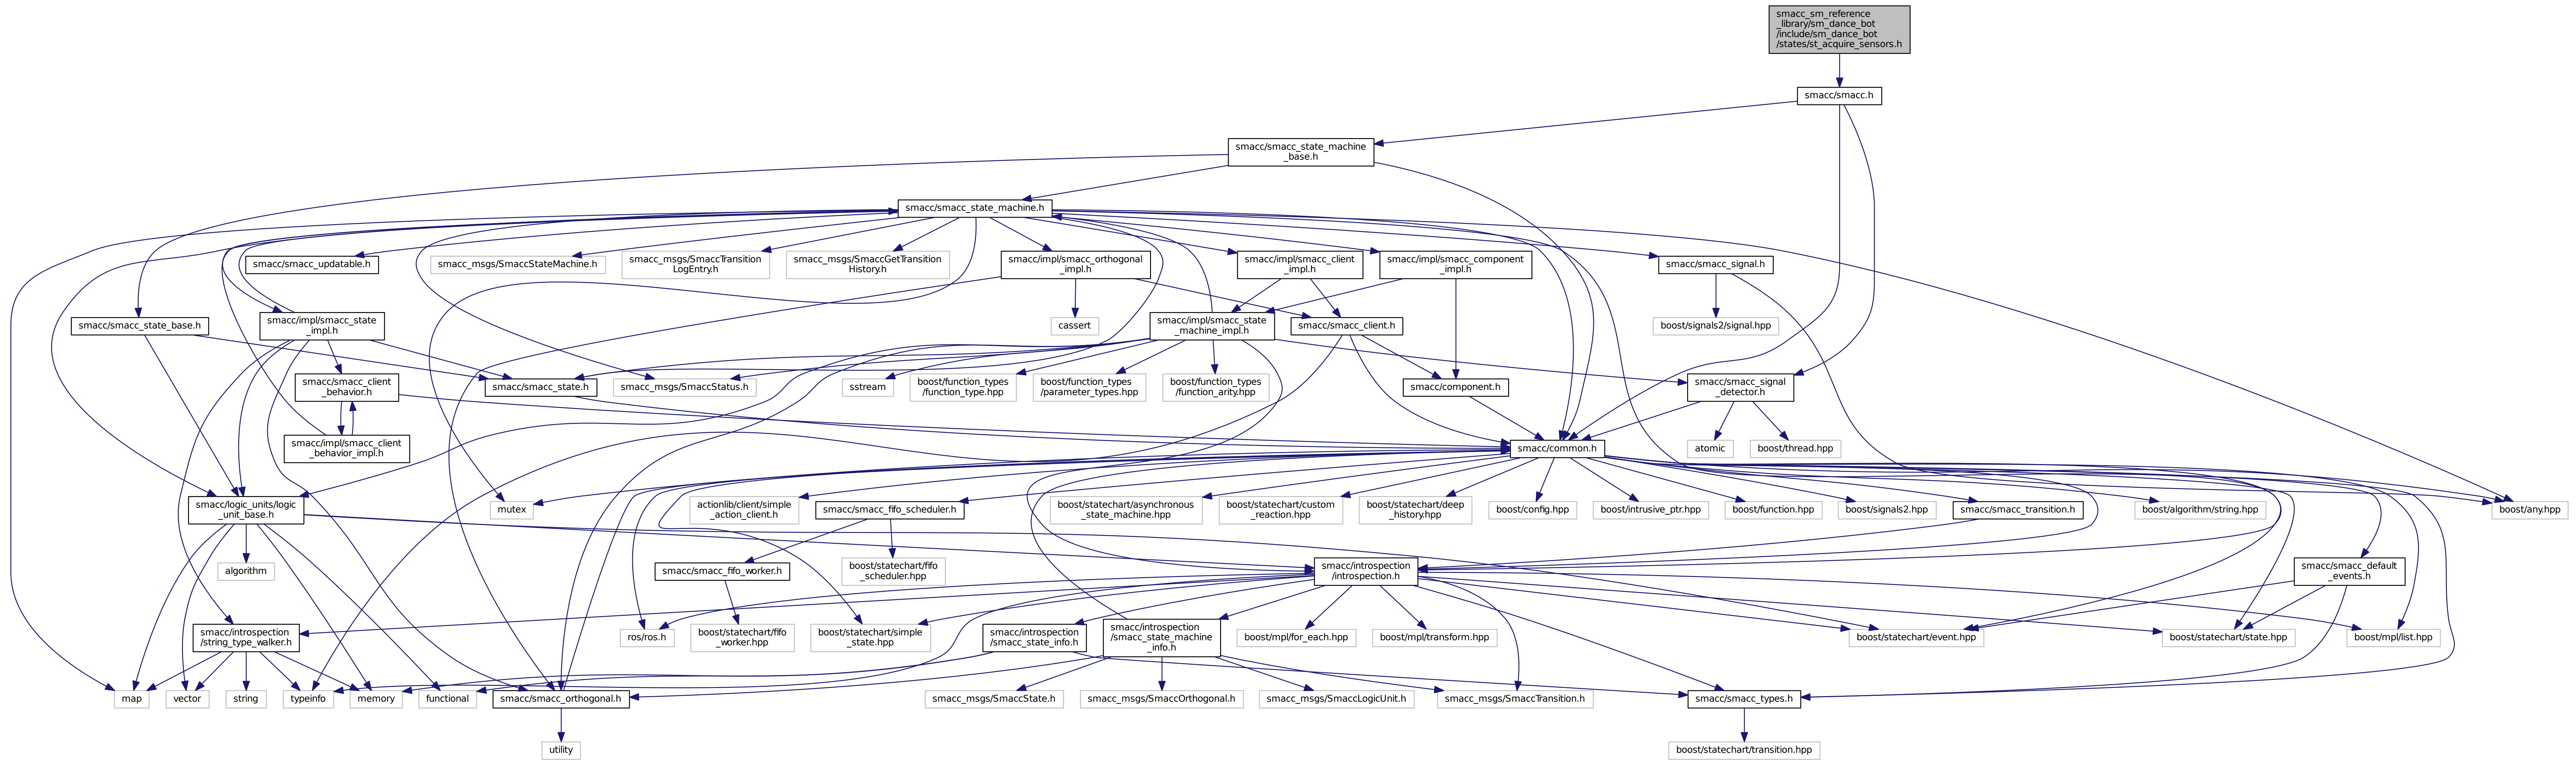 smacc_sm_reference
_library/sm_dance_bot
/include/sm_dance_bot
/states/st_acquire_sensors.h
smacc/smacc.h
smacc/smacc_state_machine
_base.h
smacc/smacc_state_machine.h
smacc/smacc_updatable.h
smacc_msgs/SmaccStateMachine.h
smacc_msgs/SmaccTransition
LogEntry.h
smacc_msgs/SmaccGetTransition
History.h
smacc/impl/smacc_orthogonal
_impl.h
smacc/impl/smacc_client
_impl.h
smacc/impl/smacc_component
_impl.h
smacc/smacc_signal.h
smacc/smacc_state_base.h
smacc/impl/smacc_state
_impl.h
cassert
smacc/impl/smacc_state
_machine_impl.h
smacc/smacc_client.h
boost/signals2/signal.hpp
smacc/smacc_client
_behavior.h
smacc/smacc_state.h
smacc_msgs/SmaccStatus.h
sstream
boost/function_types
/function_type.hpp
boost/function_types
/parameter_types.hpp
boost/function_types
/function_arity.hpp
smacc/component.h
smacc/smacc_signal
_detector.h
smacc/impl/smacc_client
_behavior_impl.h
smacc/common.h
atomic
boost/thread.hpp
smacc/logic_units/logic
_unit_base.h
mutex
actionlib/client/simple
_action_client.h
smacc/smacc_fifo_scheduler.h
boost/statechart/asynchronous
_state_machine.hpp
boost/statechart/custom
_reaction.hpp
boost/statechart/deep
_history.hpp
boost/config.hpp
boost/intrusive_ptr.hpp
boost/function.hpp
boost/signals2.hpp
smacc/smacc_transition.h
boost/algorithm/string.hpp
boost/any.hpp
algorithm
smacc/smacc_fifo_worker.h
boost/statechart/fifo
_scheduler.hpp
smacc/introspection
/introspection.h
smacc/smacc_default
_events.h
smacc/introspection
/string_type_walker.h
ros/ros.h
boost/statechart/fifo
_worker.hpp
boost/statechart/simple
_state.hpp
smacc/introspection
/smacc_state_info.h
smacc/introspection
/smacc_state_machine
_info.h
boost/mpl/for_each.hpp
boost/mpl/transform.hpp
boost/statechart/event.hpp
boost/statechart/state.hpp
boost/mpl/list.hpp
map
vector
string
typeinfo
memory
functional
smacc/smacc_orthogonal.h
smacc_msgs/SmaccState.h
smacc_msgs/SmaccOrthogonal.h
smacc_msgs/SmaccLogicUnit.h
smacc_msgs/SmaccTransition.h
smacc/smacc_types.h
utility
boost/statechart/transition.hpp